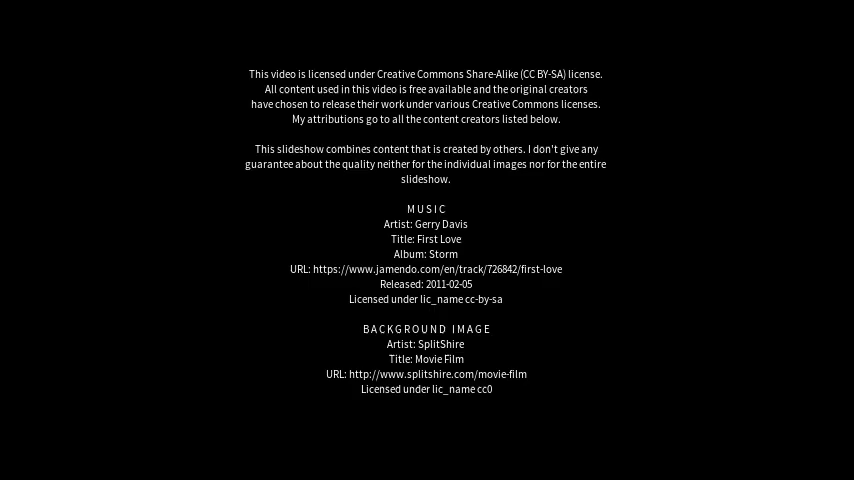 This video is licensed under Creative Commons Share-Alike (CC BY-SA) license.
All content used in this video is free available and the original creators
have chosen to release their work under various Creative Commons licenses.
My attributions go to all the content creators listed below.
This slideshow combines content that is created by others. I don't give any
guarantee about the quality neither for the individual images nor for the entire
slideshow.
MUSIC
Artist: Gerry Davis
Title: First Love
Album: Storm
URL: https://www.jamendo.com/en/track/726842/first-love
Released: 2011-02-05
Licensed under lic_name cc-by-sa
BACKGROUND IMAGE
Artist: SplitShire
Title: Movie Film
URL: http://www.splitshire.com/movie-film
Licensed under lic_name cc0